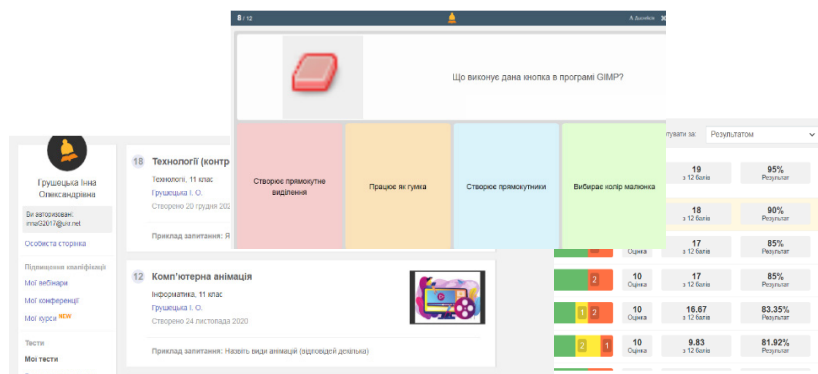 8 / 12
Що виконує дана кнопка в програмі GIMP?
Створює прямокутне
виділення
Працює як гумка
Створює прямокутники
Вибирає колір малюнка
Грушецька Інна
Олександрівна
Ви авторизовані:
Особиста сторінка
Підвищення кваліфікації
Мої вебінари
Мої конференції
Мої курси NEW
Тести
Мої тести
18 Технології (контр
Технології, 11 клас
Грушецька І. О.
Створено 20 грудня 202
Приклад запитання: Я
12 Комп'ютерна анімація
Інформатика, 11 клас
Грушецька І. О.
Створено 24 листопада 2020
Приклад запитання: Назвіть види анімацій (відповідей декілька)
тувати за: Результатом
19 95%
з 12 балів Результат
18 90%
з 12 балів Результат
17 85%
Оцінка з 12 балів Результат
2 10 17 85%
Оцінка з 12 балів Результат
1 2 10 16.67 83.35%
Оцінка з 12 балів Результат
2 1 10 9.83 81.92%
Оцінка з 12 балів Результат